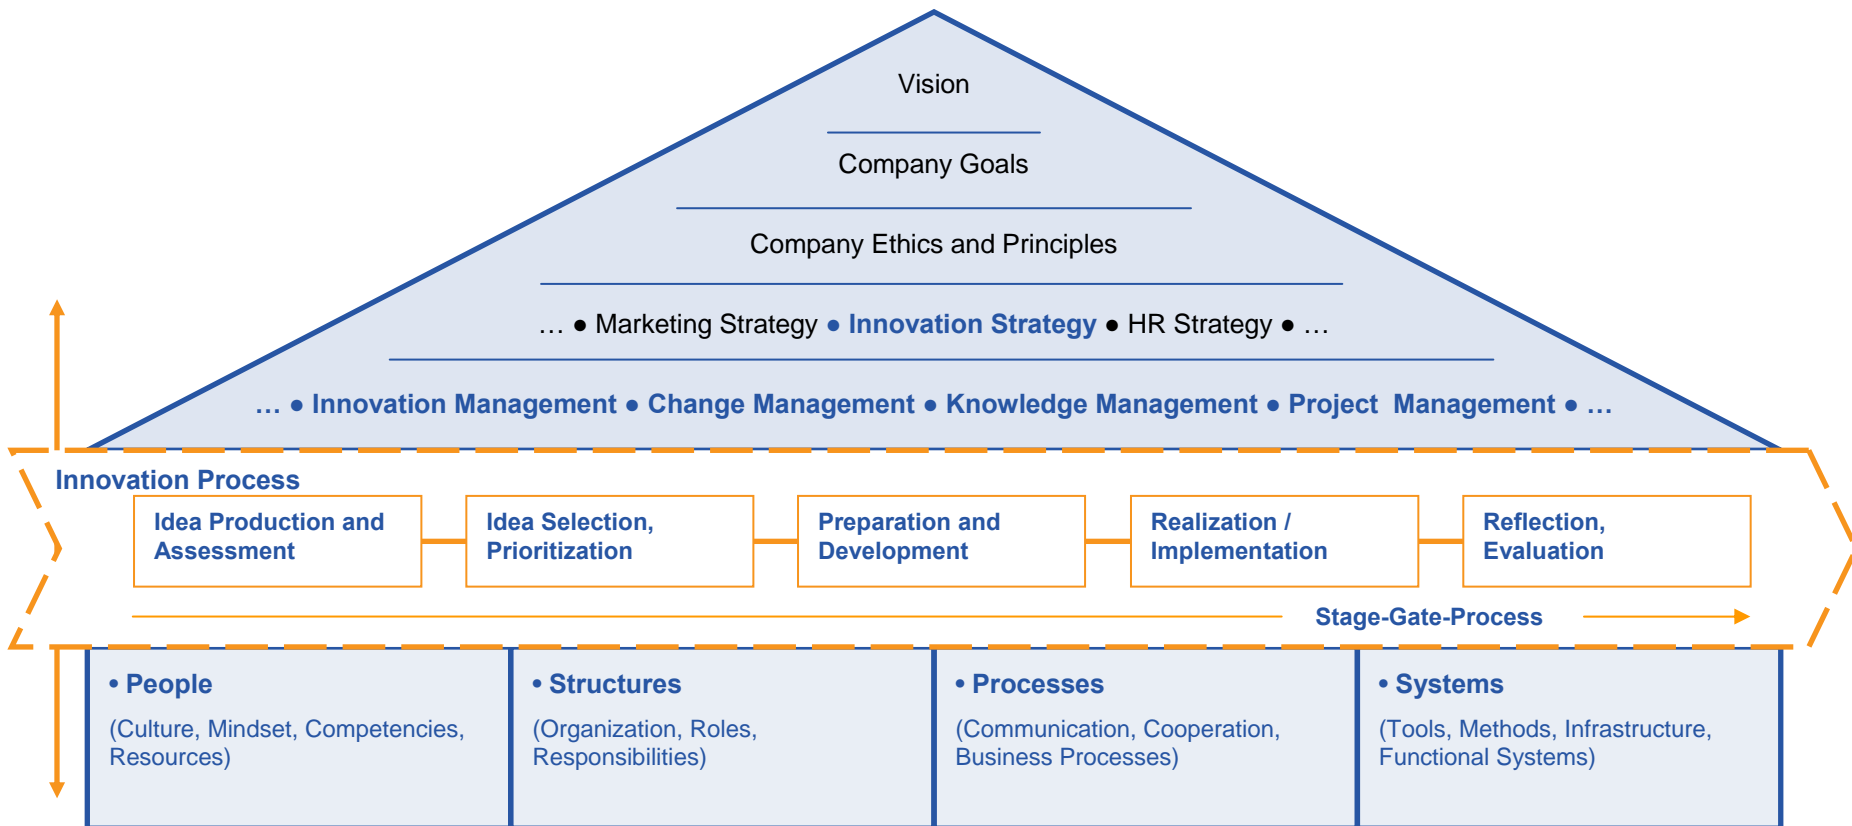 Vision
Company Goals
Company Ethics and Principles
… ● Marketing Strategy ● Innovation Strategy ● HR Strategy ● …
… ● Innovation Management ● Change Management ● Knowledge Management ● Project  Management ● …
Innovation Process
Idea Production and
Assessment
Idea Selection,
Prioritization
Preparation and
Development
Realization /
Implementation
Reflection,
Evaluation
Stage-Gate-Process
• People
(Culture, Mindset, Competencies,
Resources)
• Structures
(Organization, Roles,
Responsibilities)
• Processes
(Communication, Cooperation,
Business Processes)
• Systems
(Tools, Methods, Infrastructure,
Functional Systems)